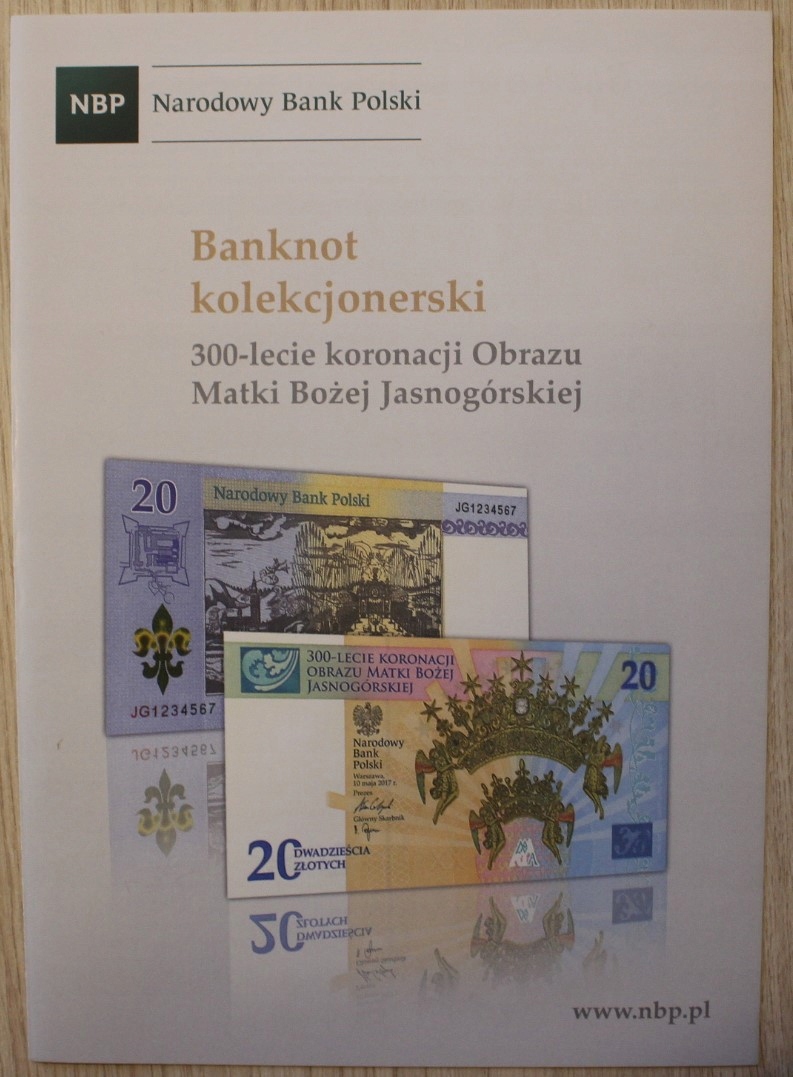 NBP
Narodowy Bank Polski
Banknot
kolekcjonerski
300-lecie koronacji Obrazu
Matki Bożej Jasnogórskiej
20
Narodowy Bank Polski
JG1234567
JG1234567
300-LECIE KORONACJI
OBRAZU MATKI BOŻEJ
JASNOGÓRSKIEJ
20
Narodowy
Bank
Polski
Warszawa,
10 maja 2017 r.
Prezes
Główny Skarbnik
20 DWADZIEŚCIA
ZŁOTYCH
www.nbp.pl